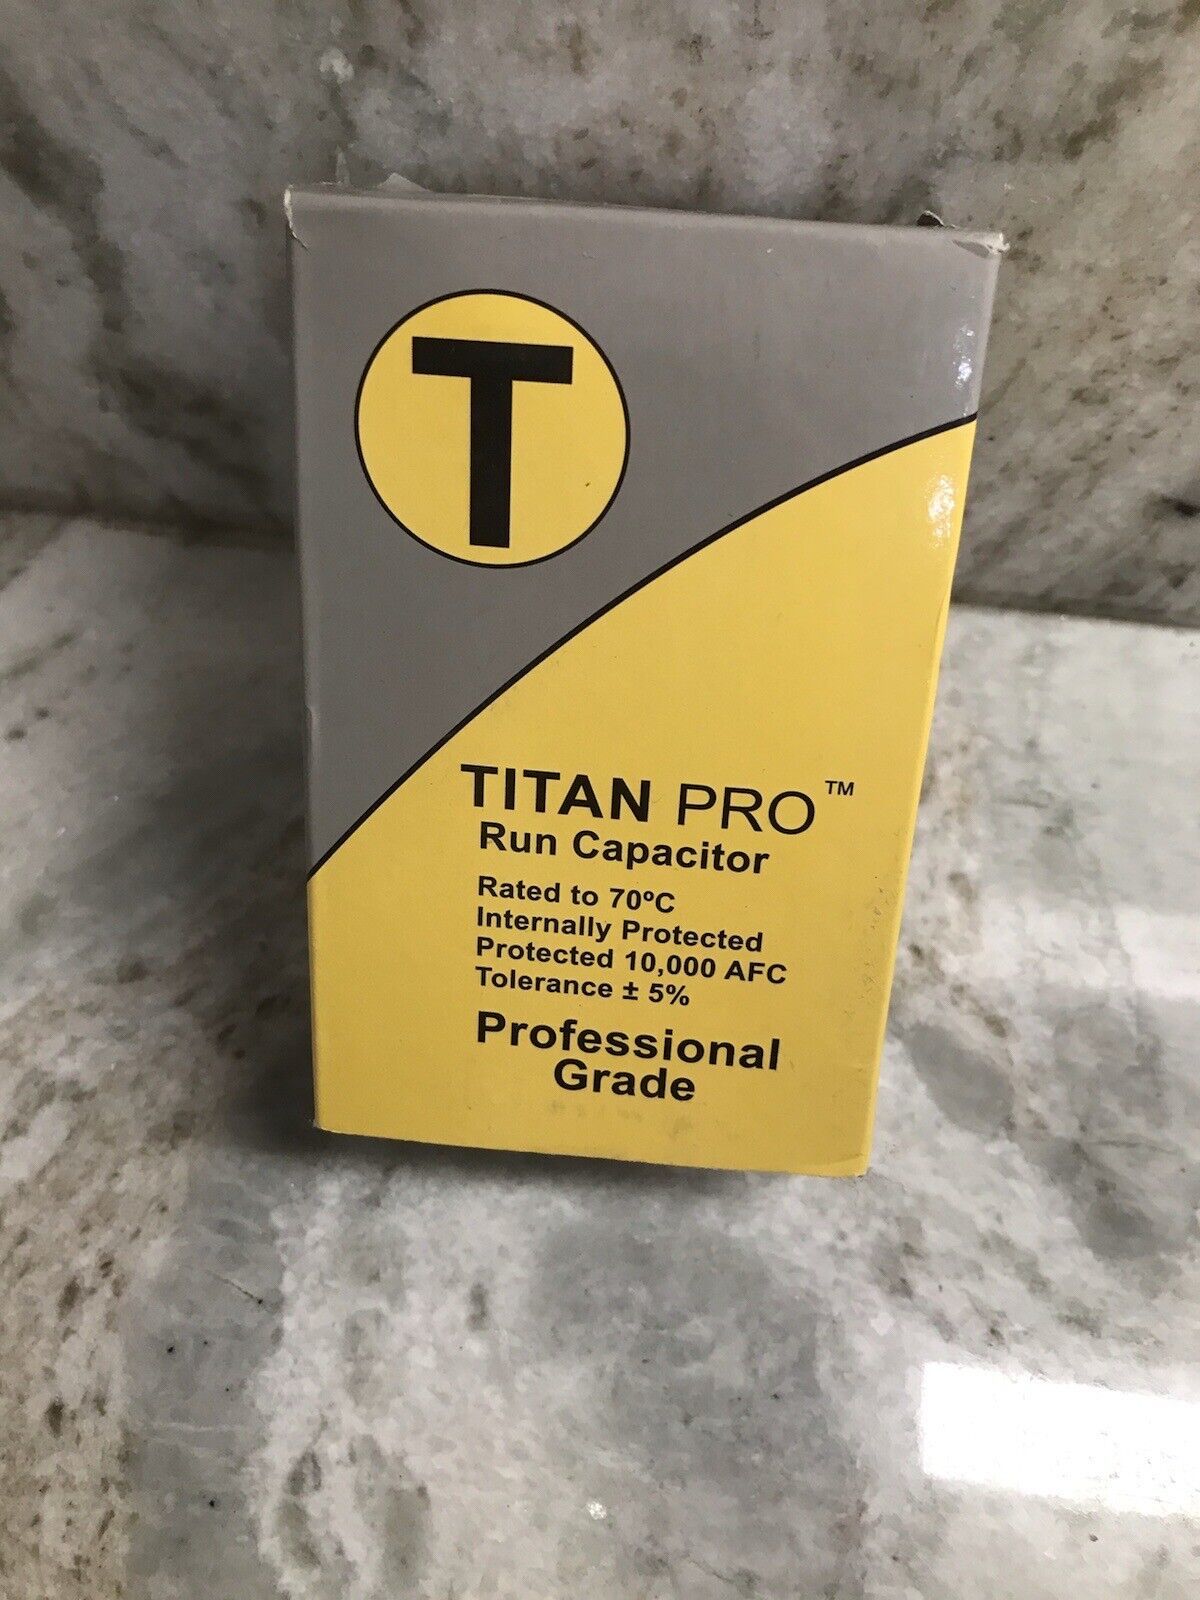 T
TITAN PRO™
Run Capacitor
Rated to 70ºC
Internally Protected
Protected 10,000 AFC
Tolerance ± 5%
Professional
Grade